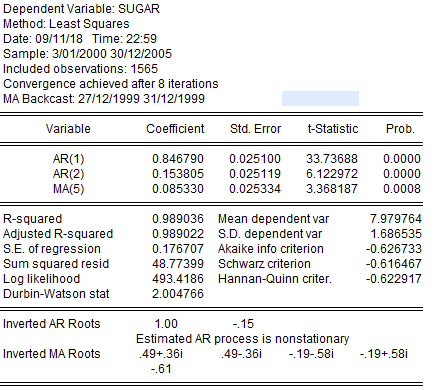 Dependent Variable: SUGAR
Method: Least Squares
Date: 09/11/18 Time: 22:59
Sample: 3/01/2000 30/12/2005
Included observations: 1565
Convergence achieved after 8 iterations
MA Backcast: 27/12/1999 31/12/1999
Variable Coefficient Std. Error t-Statistic Prob.
AR(1) 0.846790 0.025100 33.73688 0.0000
AR(2) 0.153805 0.025119 6.122972 0.0000
MA(5) 0.085330 0.025334 3.368187 0.0008
R-squared 0.989036 Mean dependent var 7.979764
Adjusted R-squared 0.989022 S.D. dependent var 1.686535
S.E. of regression 0.176707 Akaike info criterion -0.626733
Sum squared resid 48.77399 Schwarz criterion -0.616467
Log likelihood 493.4186 Hannan-Quinn criter. -0.622917
Durbin-Watson stat 2.004766
Inverted AR Roots 1.00 -.15
Estimated AR process is nonstationary
Inverted MA Roots .49+.36i .49-.36i -.19-.58i -.19+.58i
-.61